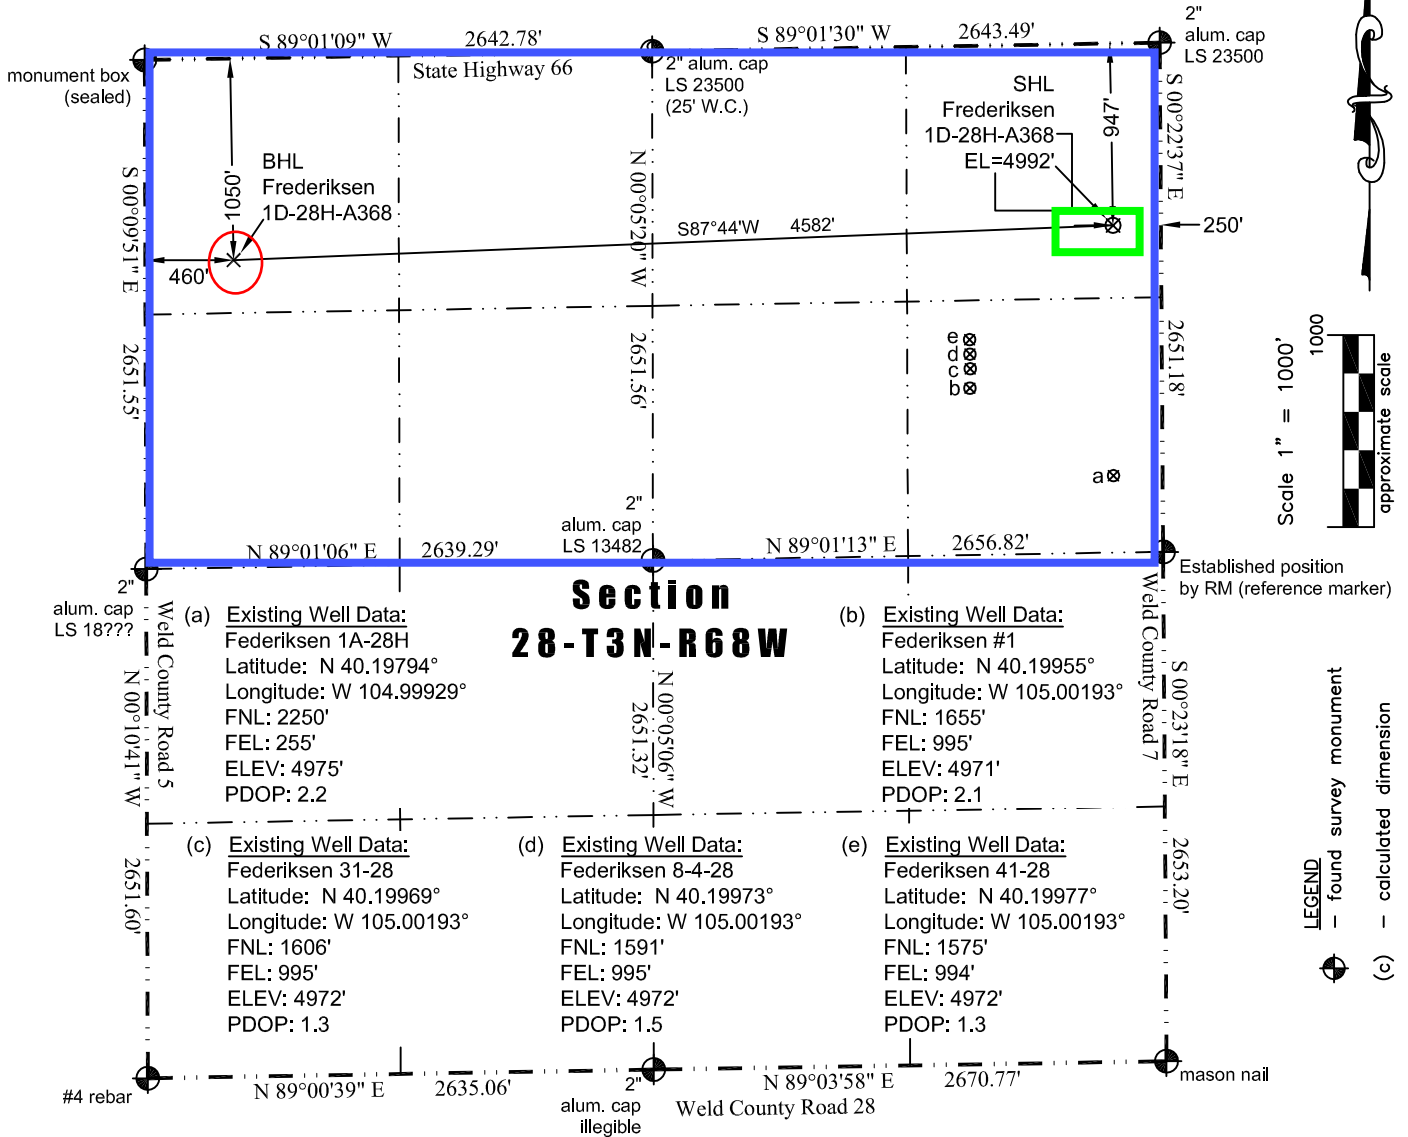 S 89°01'09" W 2642.78'
S 89°01'30" W 2643.49'
2"
alum. cap
LS 23500
monument box
(sealed)
State Highway 66
2" alum. cap
LS 23500
(25' W.C.)
SHL
Frederiksen
1D-28H-A368
EL=4992'
947'
S 00°22'37" E
250'
BHL
Frederiksen
1D-28H-A368
1050'
460'
S 00°09'51" E
N 00°05'20" W
S87°44'W 4582'
2651.55'
2651.56'
2651.18'
e
d
c
b
a
Scale 1" = 1000'
1000
approximate scale
2"
alum. cap
LS 13482
N 89°01'06" E 2639.29'
N 89°01'13" E 2656.82'
Established position
by RM (reference marker)
2"
alum. cap
LS 18???
Section
28-T3N-R68W
Weld County Road 5
N 00°10'41" W
2651.60'
N 00°05'06" W
2651.32'
Weld County Road 7
S 00°23'18" E
2653.20'
(a) Existing Well Data:
Federiksen 1A-28H
Latitude: N 40.19794°
Longitude: W 104.99929°
FNL: 2250'
FEL: 255'
ELEV: 4975'
PDOP: 2.2
(b) Existing Well Data:
Federiksen #1
Latitude: N 40.19955°
Longitude: W 105.00193°
FNL: 1655'
FEL: 995'
ELEV: 4971'
PDOP: 2.1
(c) Existing Well Data:
Federiksen 31-28
Latitude: N 40.19969°
Longitude: W 105.00193°
FNL: 1606'
FEL: 995'
ELEV: 4972'
PDOP: 1.3
(d) Existing Well Data:
Federiksen 8-4-28
Latitude: N 40.19973°
Longitude: W 105.00193°
FNL: 1591'
FEL: 995'
ELEV: 4972'
PDOP: 1.5
(e) Existing Well Data:
Federiksen 41-28
Latitude: N 40.19977°
Longitude: W 105.00193°
FNL: 1575'
FEL: 994'
ELEV: 4972'
PDOP: 1.3
LEGEND
– found survey monument
(c) – calculated dimension
#4 rebar
N 89°00'39" E 2635.06'
2"
alum. cap
illegible
N 89°03'58" E 2670.77'
Weld County Road 28
mason nail